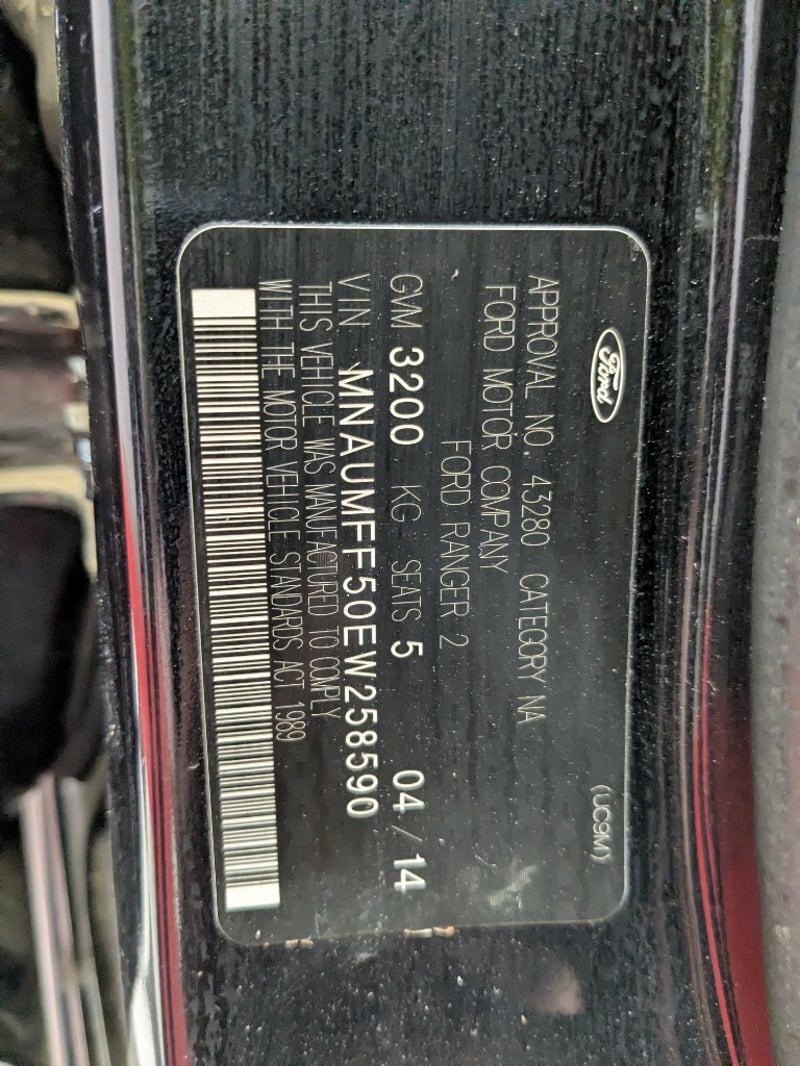 Ford
(UC9M)
APPROVAL NO. 43280 CATEGORY NA
FORD MOTOR COMPANY
FORD RANGER 2
GVM 3200 KG SEATS 5 04/14
VIN MNAUMFF50EW258590
THIS VEHICLE WAS MANUFACTURED TO COMPLY
WITH THE MOTOR VEHICLE STANDARDS ACT 1989